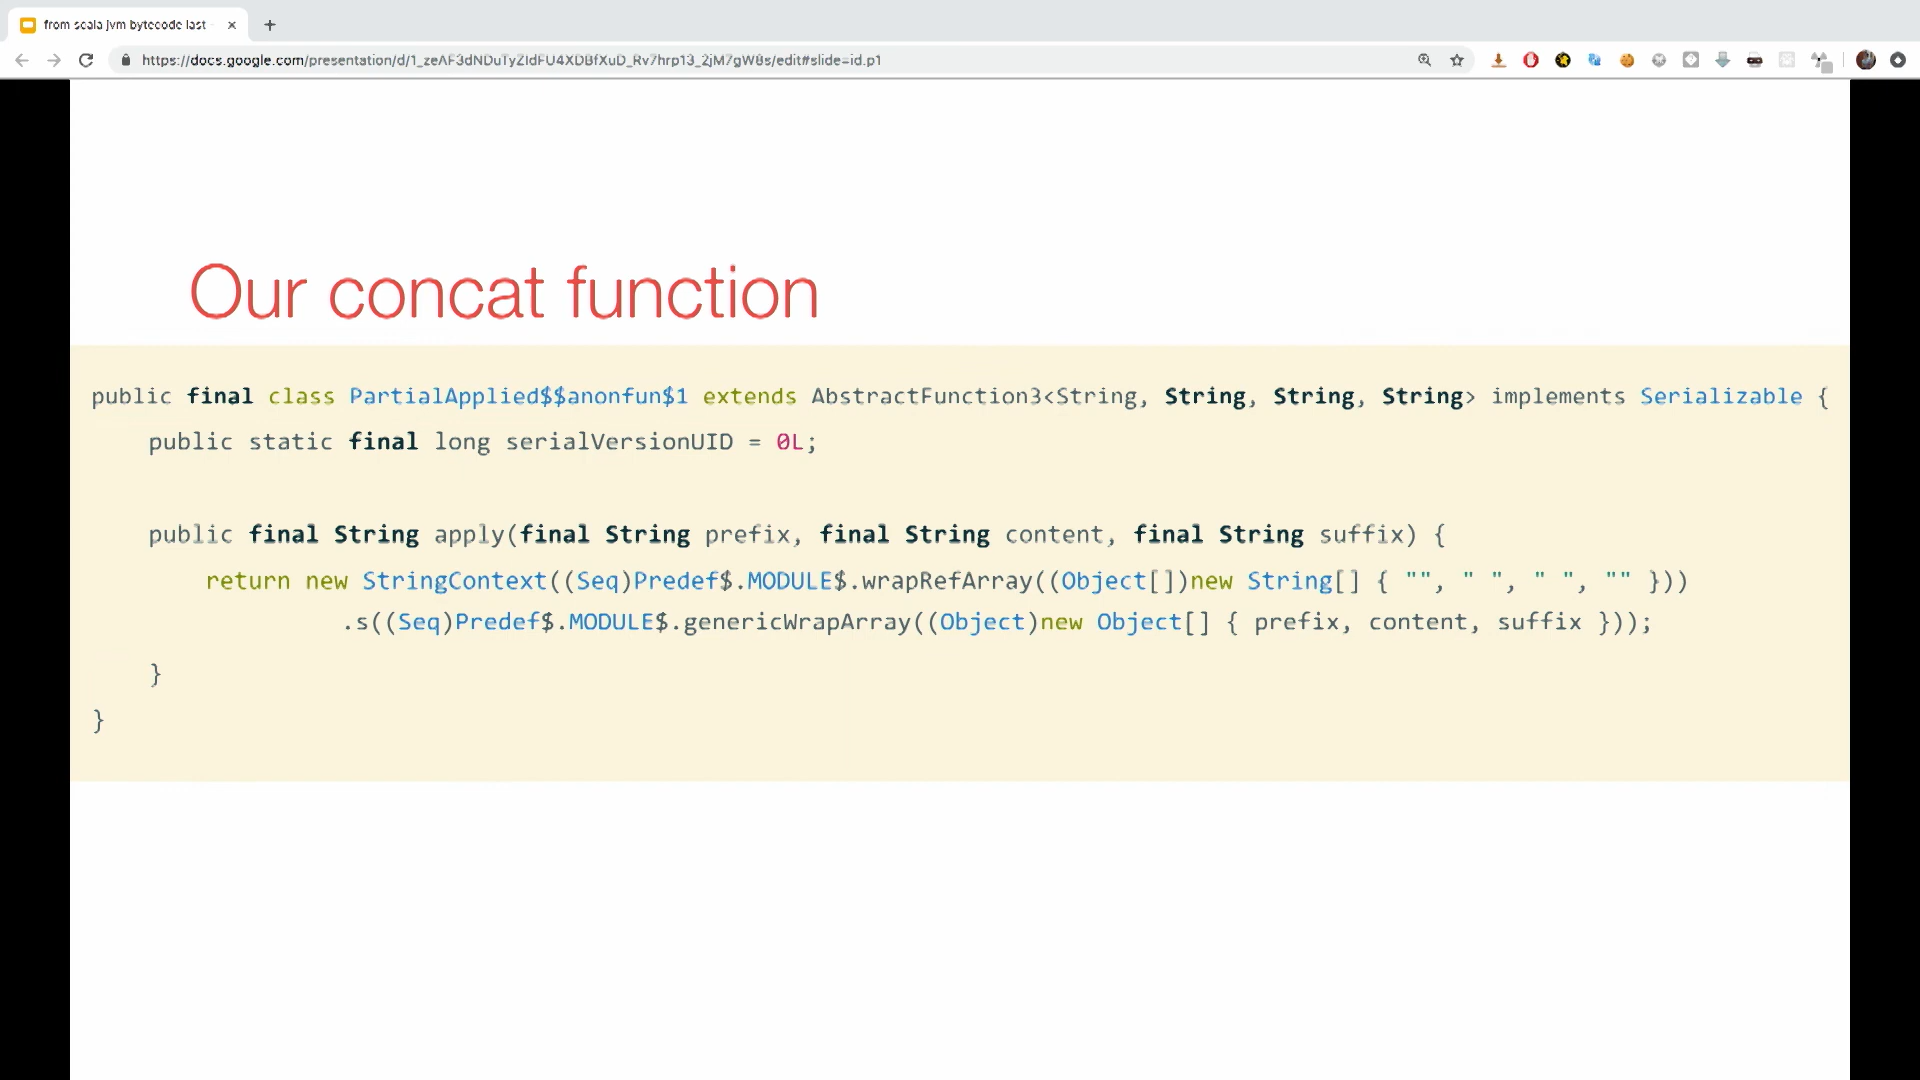 from scala jvm bytecode last
https://docs.google.com/presentation/d/1_zeAF3dNDuTyZIdFU4XDBfXuD_Rv7hrp13_2jM7gW8s/edit#slide=id.p1
Our concat function
public final class PartialApplied$$anonfun$1 extends AbstractFunction3<String, String, String, String> implements Serializable {
public static final long serialVersionUID = 0L;
public final String apply(final String prefix, final String content, final String suffix) {
return new StringContext((Seq)Predef$.MODULE$.wrapRefArray((Object[])new String[] { "", " ", " ", "" }))
.s((Seq)Predef$.MODULE$.genericWrapArray((Object)new Object[] { prefix, content, suffix }));
}
}